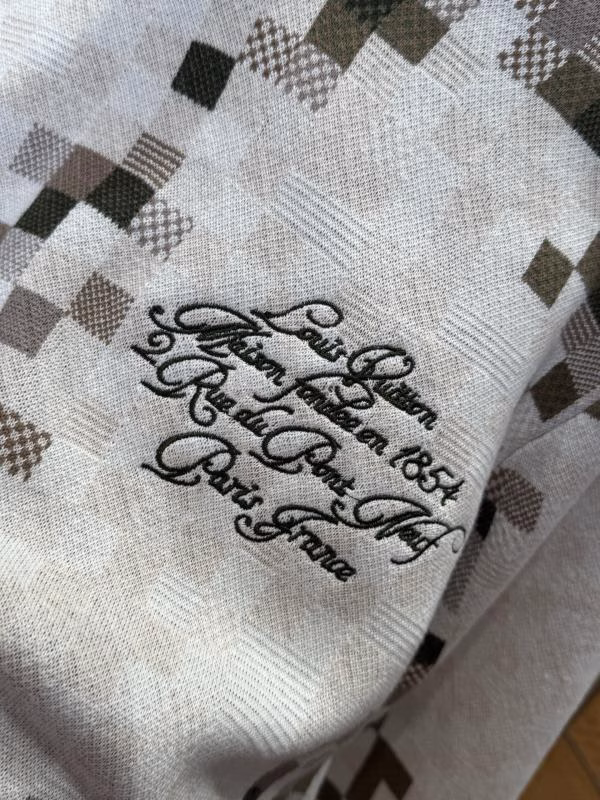 Louis Vuitton
Maison fondée en 1854
2 Rue du Pont Neuf
Paris France